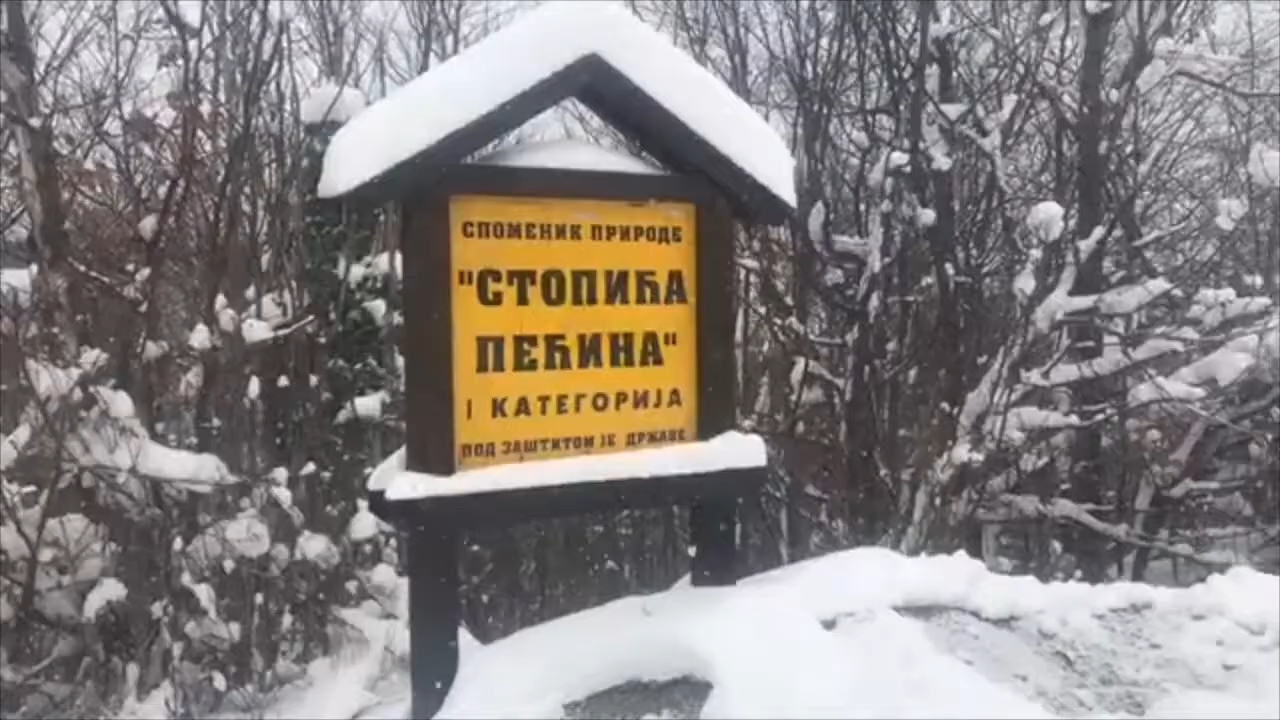 СПОМЕНИК ПРИРОДЕ
"СТОПИЋА
ПЕЋИНА"
I КАТЕГОРИЈА
ПОД ЗАШТИТОМ ЈЕ ДРЖАВЕ